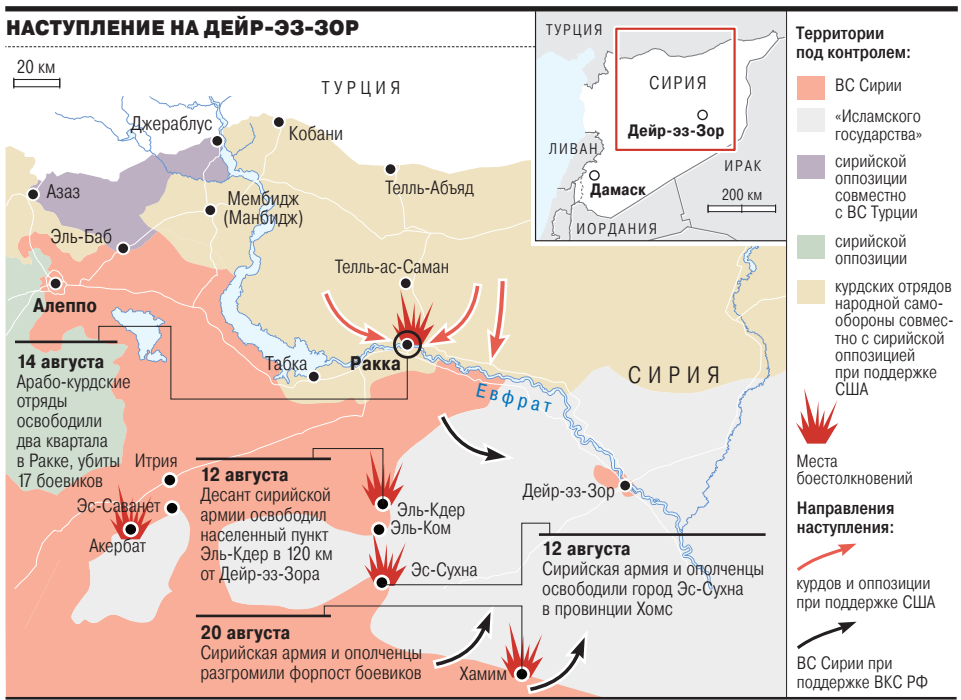 НАСТУПЛЕНИЕ НА ДЕЙР-ЭЗ-ЗОР
20 км
ТУРЦИЯ
Джераблус
Кобани
Азаз
Телль-Абъяд
Мембидж
(Манбидж)
Эль-Баб
Телль-ас-Саман
Алеппо
14 августа
Арабо-курдские
отряды
освободили
два квартала
в Ракке, убиты
17 боевиков
Табка
Ракка
СИРИЯ
Евфрат
Итрия
Эс-Саванет
Акербат
12 августа
Десант сирийской
армии освободил
населенный пункт
Эль-Кдер в 120 км
от Дейр-эз-Зора
Эль-Кдер
Эль-Ком
Эс-Сухна
Дейр-эз-Зор
12 августа
Сирийская армия и ополченцы
освободили город Эс-Сухна
в провинции Хомс
20 августа
Сирийская армия и ополченцы
разгромили форпост боевиков
Хамим
ТУРЦИЯ
СИРИЯ
Дейр-эз-Зор
ЛИВАН
ИРАК
Дамаск
200 км
ИОРДАНИЯ
Территории
под контролем:
ВС Сирии
«Исламского
государства»
сирийской
оппозиции
совместно
с ВС Турции
сирийской
оппозиции
курдских отрядов
народной само-
обороны совмес-
тно с сирийской
оппозицией
при поддержке
США
Места
боестолкновений
Направления
наступления:
курдов и оппозиции
при поддержке США
ВС Сирии при
поддержке ВКС РФ